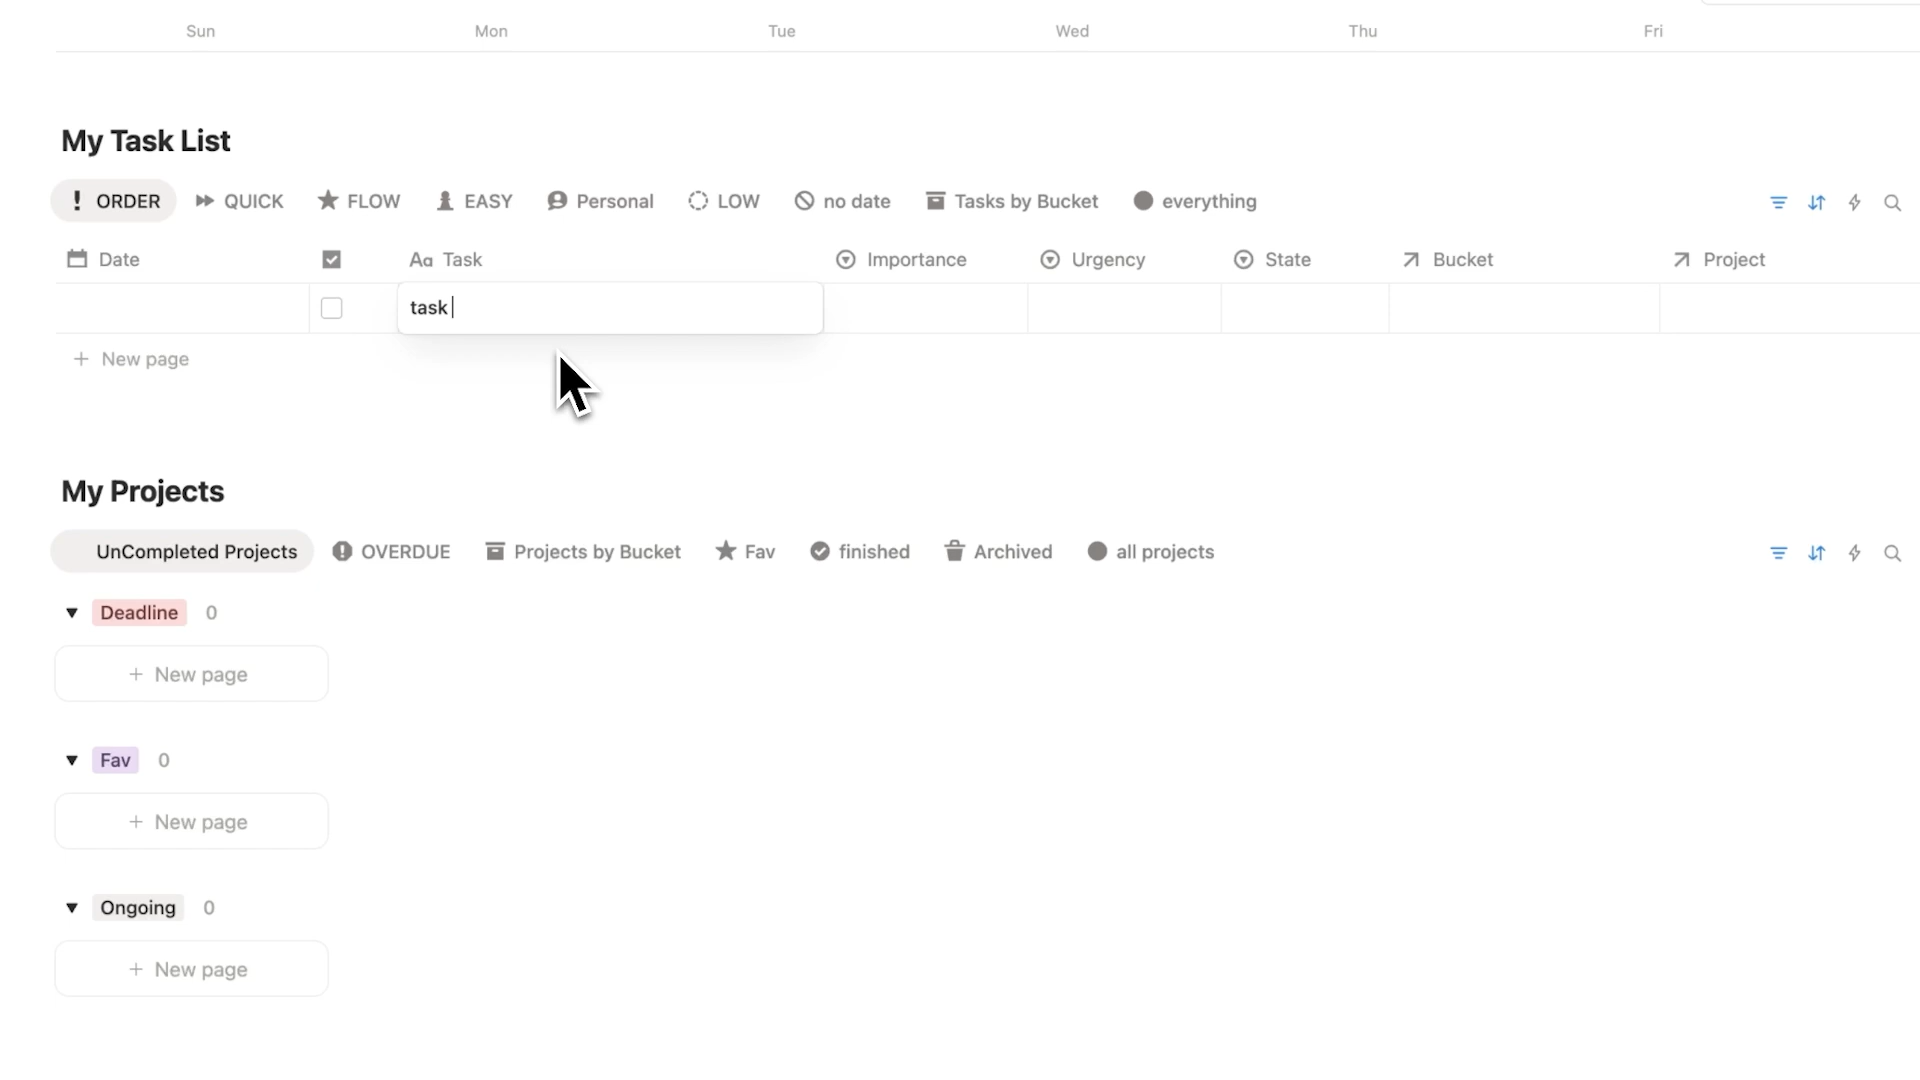 Sun Mon Tue Wed Thu Fri
My Task List
ORDER QUICK FLOW EASY Personal LOW no date Tasks by Bucket everything
Date Aa Task Importance Urgency State Bucket Project
task
+ New page
My Projects
UnCompleted Projects OVERDUE Projects by Bucket Fav finished Archived all projects
Deadline 0
+ New page
Fav 0
+ New page
Ongoing 0
+ New page